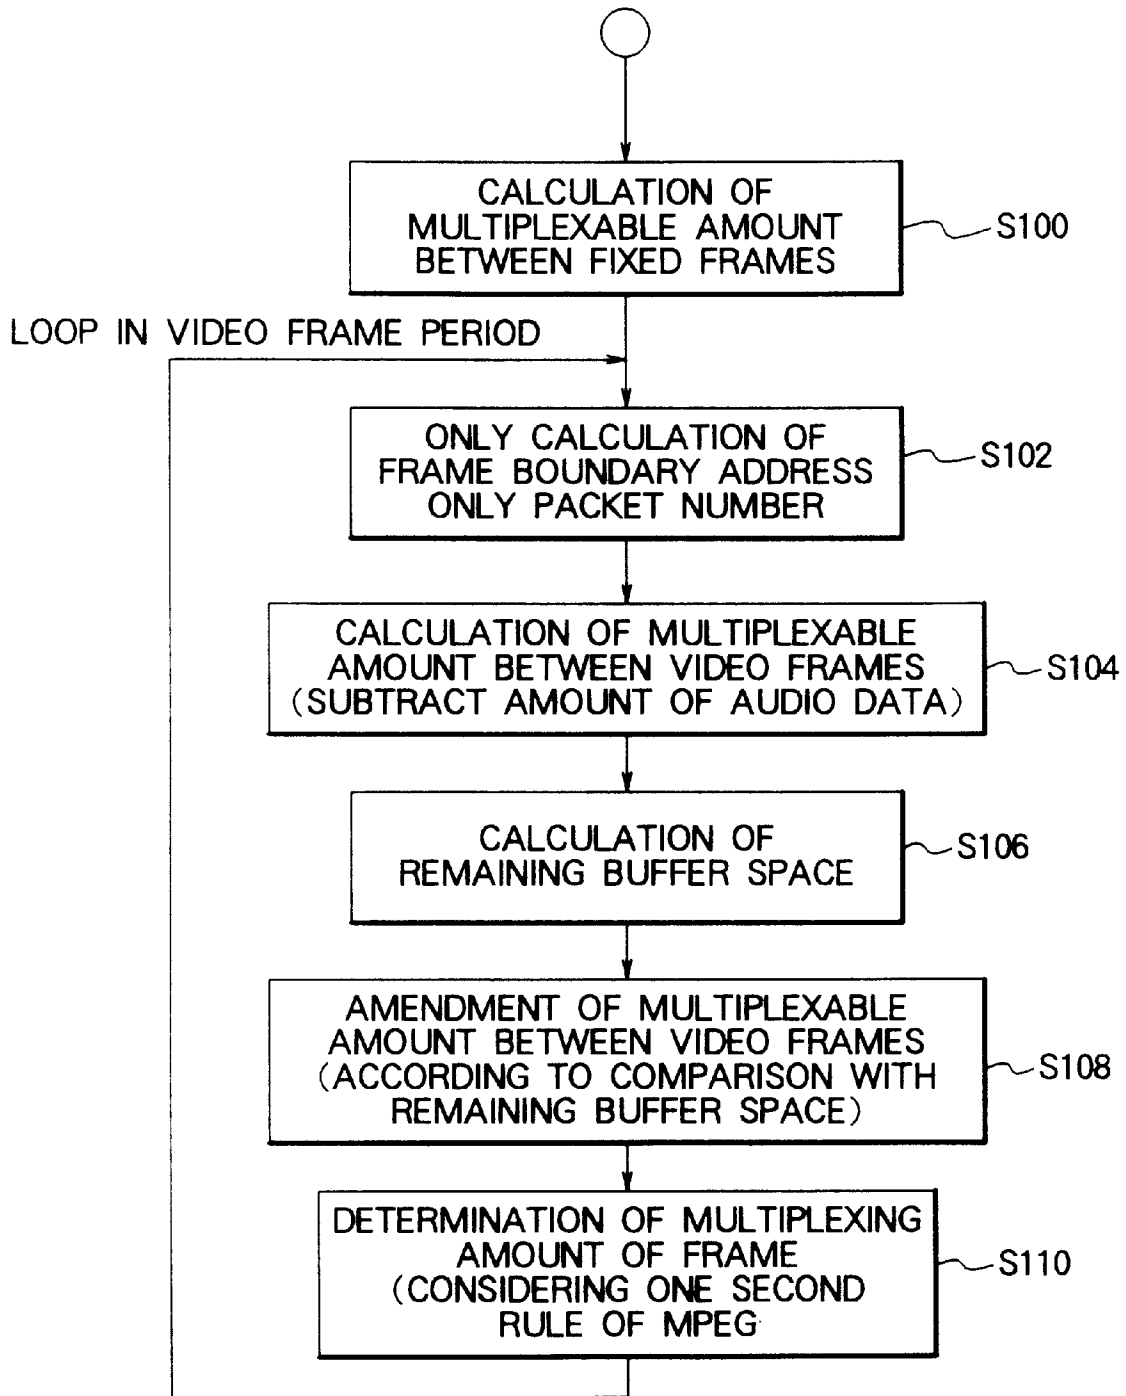 CALCULATION OF
MULTIPLEXABLE AMOUNT
BETWEEN FIXED FRAMES
S100
LOOP IN VIDEO FRAME PERIOD
ONLY CALCULATION OF
FRAME BOUNDARY ADDRESS
ONLY PACKET NUMBER
S102
CALCULATION OF MULTIPLEXABLE
AMOUNT BETWEEN VIDEO FRAMES
(SUBTRACT AMOUNT OF AUDIO DATA)
S104
CALCULATION OF
REMAINING BUFFER SPACE
S106
AMENDMENT OF MULTIPLEXABLE
AMOUNT BETWEEN VIDEO FRAMES
(ACCORDING TO COMPARISON WITH
REMAINING BUFFER SPACE)
S108
DETERMINATION OF MULTIPLEXING
AMOUNT OF FRAME
(CONSIDERING ONE SECOND
RULE OF MPEG
S110